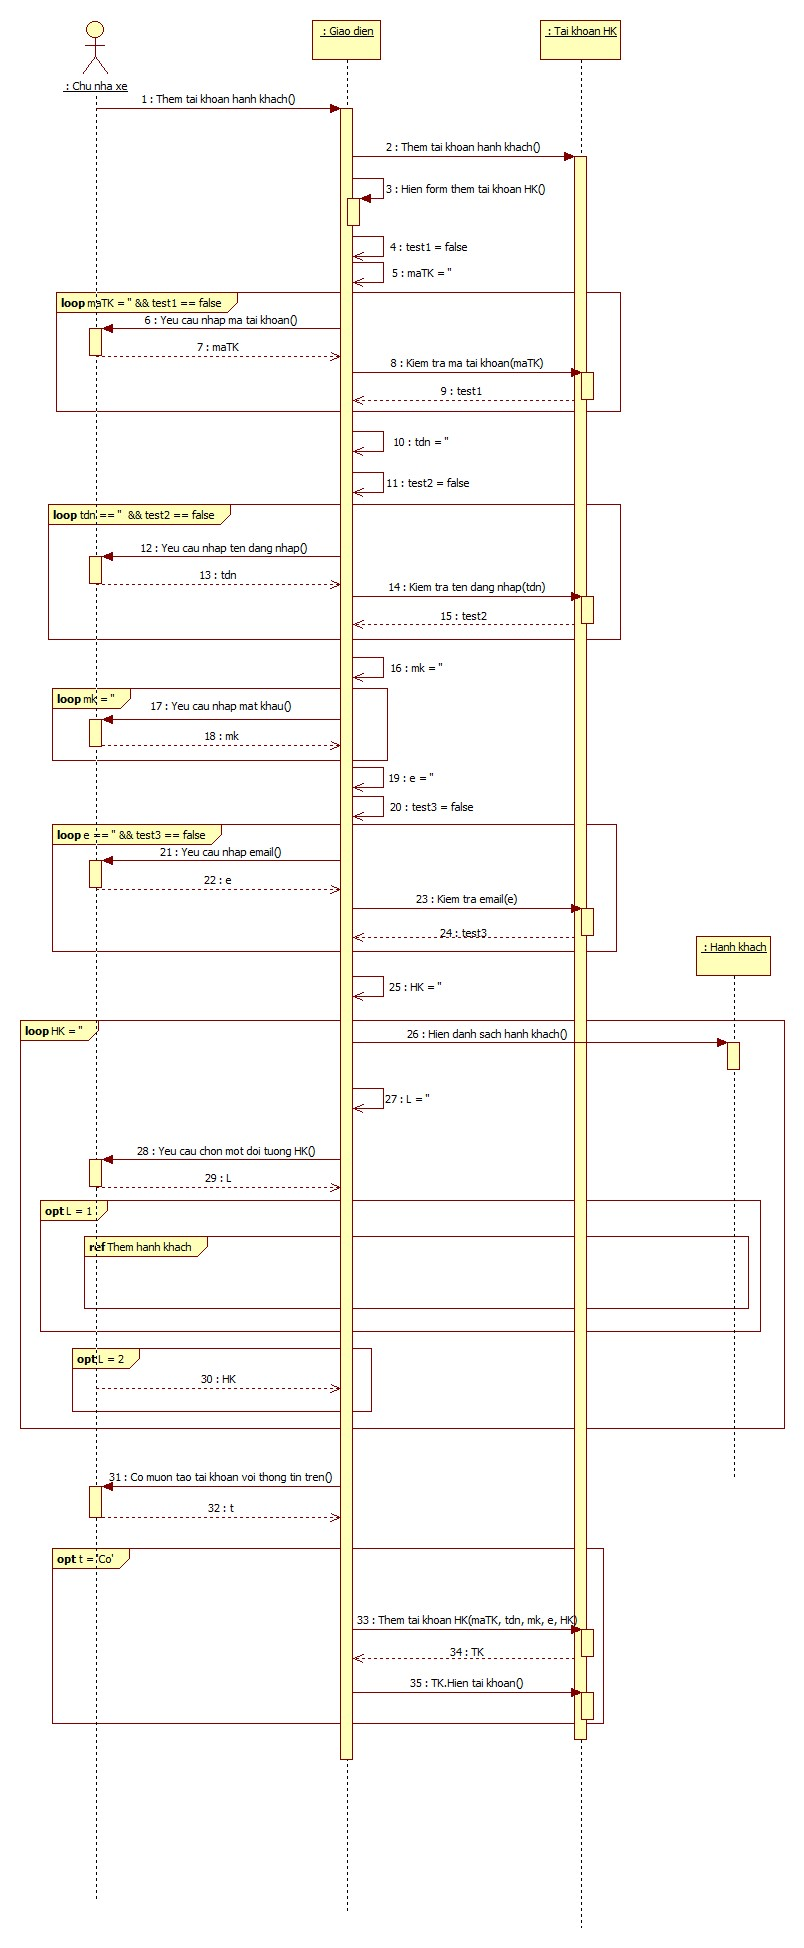 : Giao dien
: Tai khoan HK
: Chu nha xe
1 : Them tai khoan hanh khach()
2 : Them tai khoan hanh khach()
3 : Hien form them tai khoan HK()
4 : test1 = false
5 : maTK = ''
loop maTK = '' && test1 == false
6 : Yeu cau nhap ma tai khoan()
7 : maTK
8 : Kiem tra ma tai khoan(maTK)
9 : test1
10 : tdn = ''
11 : test2 = false
loop tdn == '' && test2 == false
12 : Yeu cau nhap ten dang nhap()
13 : tdn
14 : Kiem tra ten dang nhap(tdn)
15 : test2
16 : mk = ''
loop mk = ''
17 : Yeu cau nhap mat khau()
18 : mk
19 : e = ''
20 : test3 = false
loop e == '' && test3 == false
21 : Yeu cau nhap email()
22 : e
23 : Kiem tra email(e)
24 : test3
: Hanh khach
25 : HK = ''
loop HK = ''
26 : Hien danh sach hanh khach()
27 : L = ''
28 : Yeu cau chon mot doi tuong HK()
29 : L
opt L = 1
ref Them hanh khach
opt L = 2
30 : HK
31 : Co muon tao tai khoan voi thong tin tren()
32 : t
opt t = 'Co'
33 : Them tai khoan HK(maTK, tdn, mk, e, HK)
34 : TK
35 : TK.Hien tai khoan()